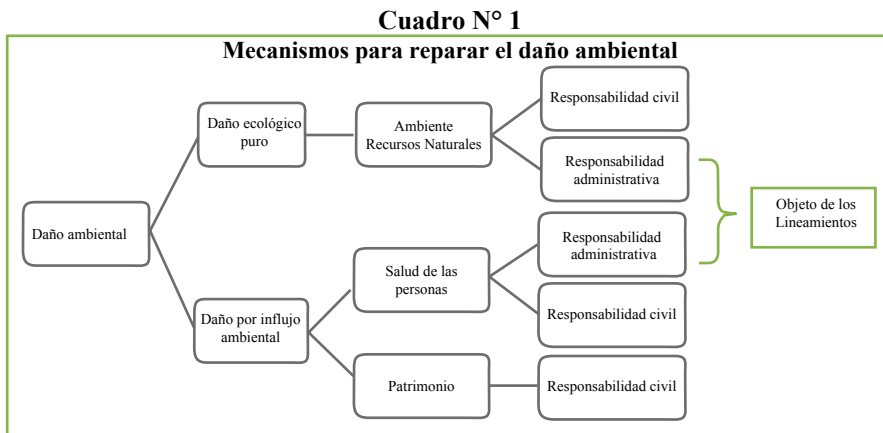 Cuadro N° 1
Mecanismos para reparar el daño ambiental
Daño ambiental
Daño ecológico
puro
Ambiente
Recursos Naturales
Responsabilidad civil
Responsabilidad
administrativa
Daño por influjo
ambiental
Salud de las
personas
Responsabilidad
administrativa
Responsabilidad civil
Patrimonio
Responsabilidad civil
Objeto de los
Lineamientos